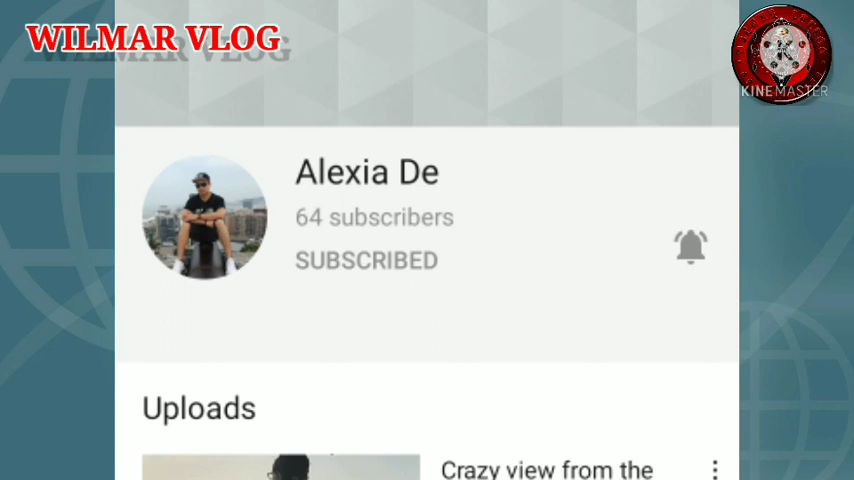 WILMAR VLOG
KINEMASTER
Alexia De
64 subscribers
SUBSCRIBED
Uploads
Crazy view from the